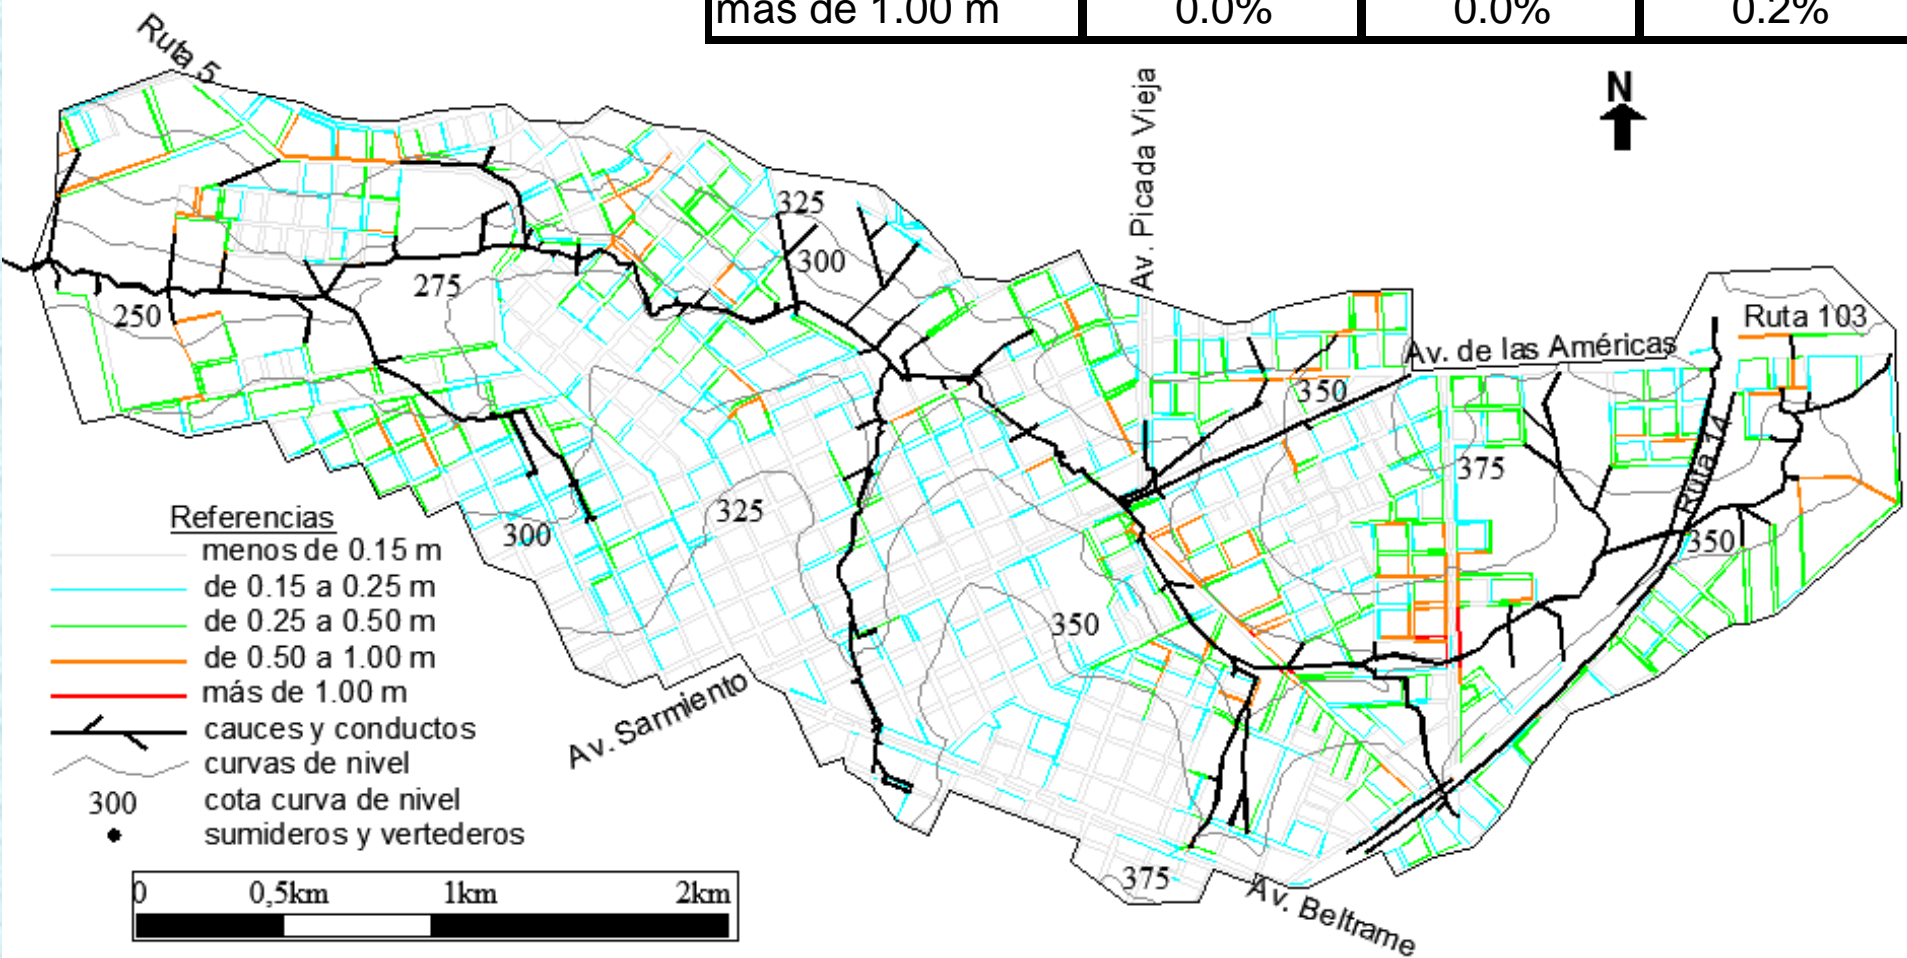 más de 1.00 m 0.0% 0.0% 0.2%
Ruta 5
Av. Picada Vieja
N
325
300
275
250
Ruta 103
Av. de las Américas
350
375
Ruta 14
325
300
350
350
Referencias
menos de 0.15 m
de 0.15 a 0.25 m
de 0.25 a 0.50 m
de 0.50 a 1.00 m
más de 1.00 m
cauces y conductos
curvas de nivel
300 cota curva de nivel
sumideros y vertederos
Av. Sarmiento
0 0,5km 1km 2km
375
Av. Beltrame